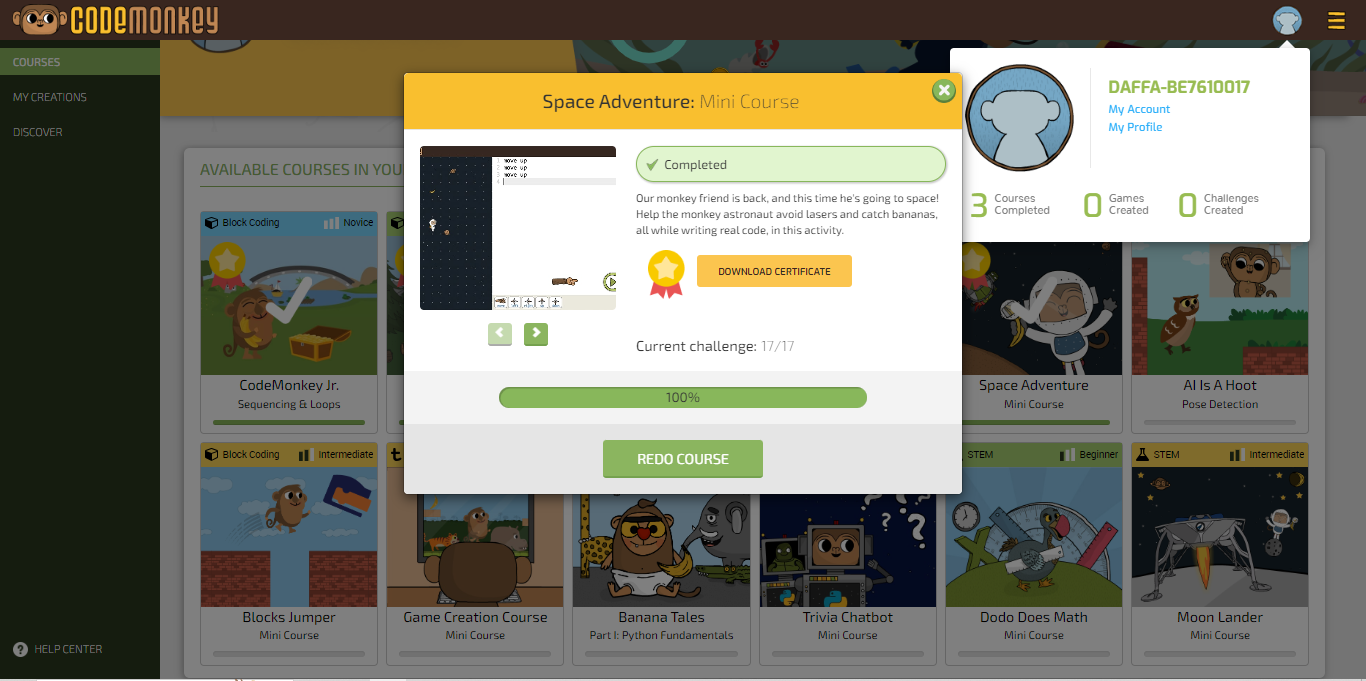 CODEMONKEY
COURSES
MY CREATIONS
DISCOVER
HELP CENTER
DAFFA-BE7610017
My Account
My Profile
3 Courses Completed
0 Games Created
0 Challenges Created
Space Adventure: Mini Course
1 move up
2 move up
3 move up
4
Completed
Our monkey friend is back, and this time he's going to space!
Help the monkey astronaut avoid lasers and catch bananas,
all while writing real code, in this activity.
DOWNLOAD CERTIFICATE
Current challenge: 17/17
100%
REDO COURSE
AVAILABLE COURSES IN YOU
Block Coding Novice
CodeMonkey Jr.
Sequencing & Loops
Space Adventure
Mini Course
AI Is A Hoot
Pose Detection
Block Coding Intermediate
Blocks Jumper
Mini Course
Game Creation Course
Mini Course
Banana Tales
Part I: Python Fundamentals
Trivia Chatbot
Mini Course
STEM Beginner
Dodo Does Math
Mini Course
STEM Intermediate
Moon Lander
Mini Course